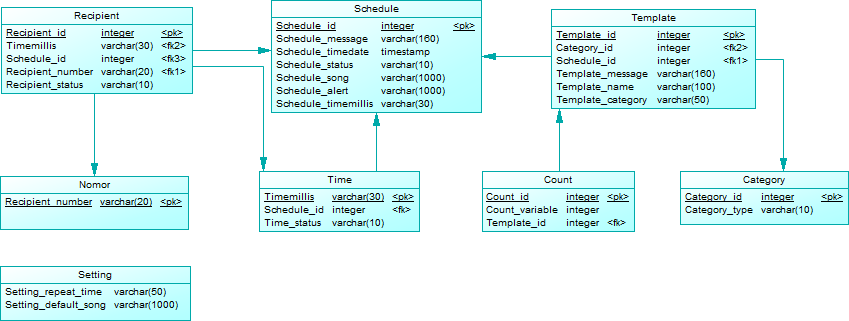 Recipient
Recipient_id integer <pk>
Timemillis varchar(30) <fk2>
Schedule_id integer <fk3>
Recipient_number varchar(20) <fk1>
Recipient_status varchar(10)
Schedule
Schedule_id integer <pk>
Schedule_message varchar(160)
Schedule_timedate timestamp
Schedule_status varchar(10)
Schedule_song varchar(1000)
Schedule_alert varchar(1000)
Schedule_timemillis varchar(30)
Template
Template_id integer <pk>
Category_id integer <fk2>
Schedule_id integer <fk1>
Template_message varchar(160)
Template_name varchar(100)
Template_category varchar(50)
Nomor
Recipient_number varchar(20) <pk>
Time
Timemillis varchar(30) <pk>
Schedule_id integer <fk>
Time_status varchar(10)
Count
Count_id integer <pk>
Count_variable integer
Template_id integer <fk>
Category
Category_id integer <pk>
Category_type varchar(10)
Setting
Setting_repeat_time varchar(50)
Setting_default_song varchar(1000)